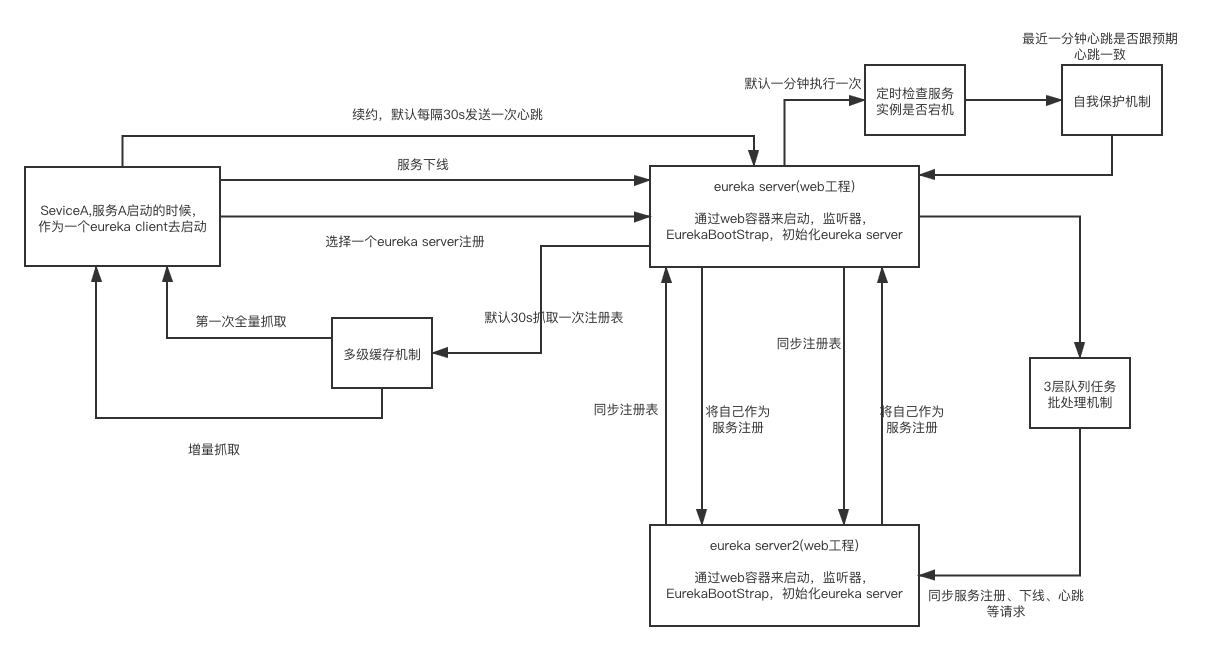 最近一分钟心跳是否跟预期
心跳一致
默认一分钟执行一次
定时检查服务
实例是否宕机
自我保护机制
续约，默认每隔30s发送一次心跳
服务下线
SeviceA,服务A启动的时候，
作为一个eureka client去启动
eureka server(web工程)
通过web容器来启动，监听器，
EurekaBootStrap，初始化eureka server
选择一个eureka server注册
第一次全量抓取
默认30s抓取一次注册表
多级缓存机制
同步注册表
3层队列任务
批处理机制
同步注册表
将自己作为
服务注册
将自己作为
服务注册
增量抓取
eureka server2(web工程)
通过web容器来启动，监听器，
EurekaBootStrap，初始化eureka server
同步服务注册、下线、心跳
等请求